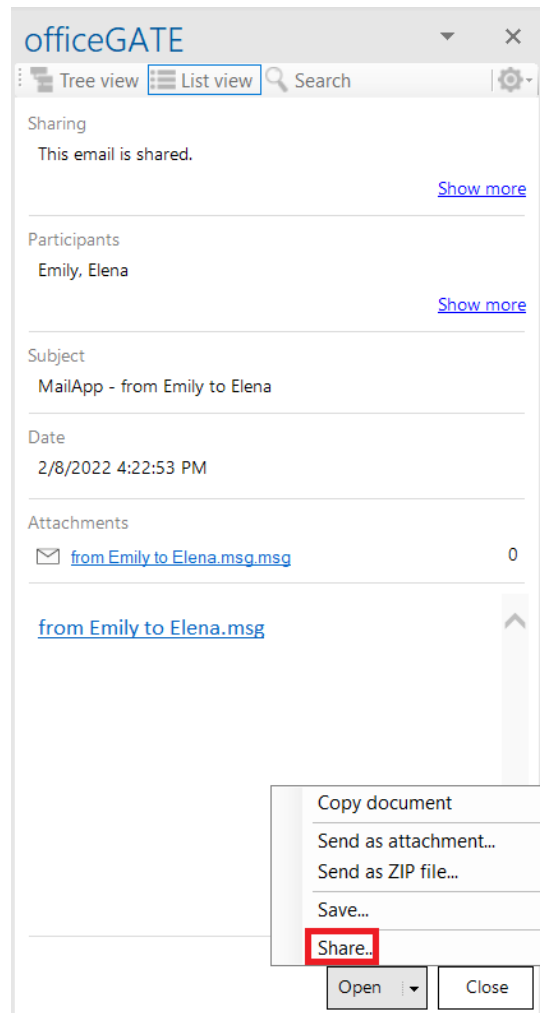 officeGATE
Tree view List view Search
Sharing
This email is shared.
Show more
Participants
Emily, Elena
Show more
Subject
MailApp - from Emily to Elena
Date
2/8/2022 4:22:53 PM
Attachments
from Emily to Elena.msg.msg 0
from Emily to Elena.msg
Copy document
Send as attachment...
Send as ZIP file...
Save...
Share..
Open Close